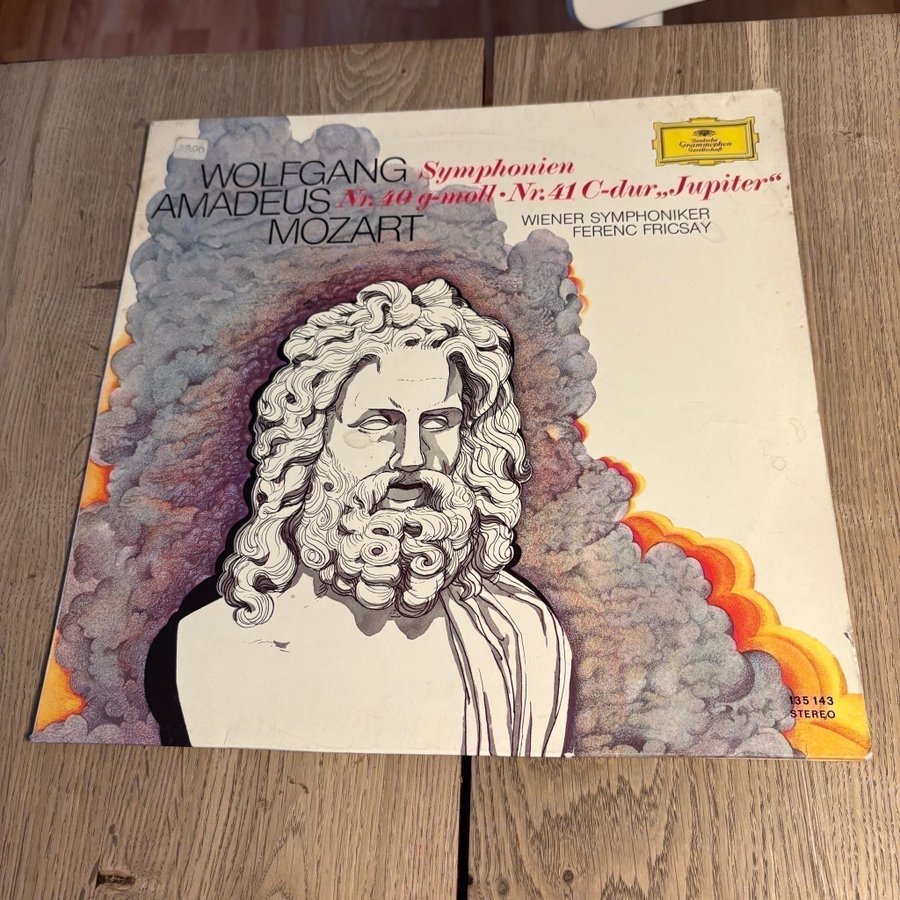 WOLFGANG
AMADEUS
MOZART
Symphonien
Nr. 40 g-moll · Nr. 41 C-dur „Jupiter“
WIENER SYMPHONIKER
FERENC FRICSAY
Deutsche
Grammophon
Gesellschaft
135 143
STEREO